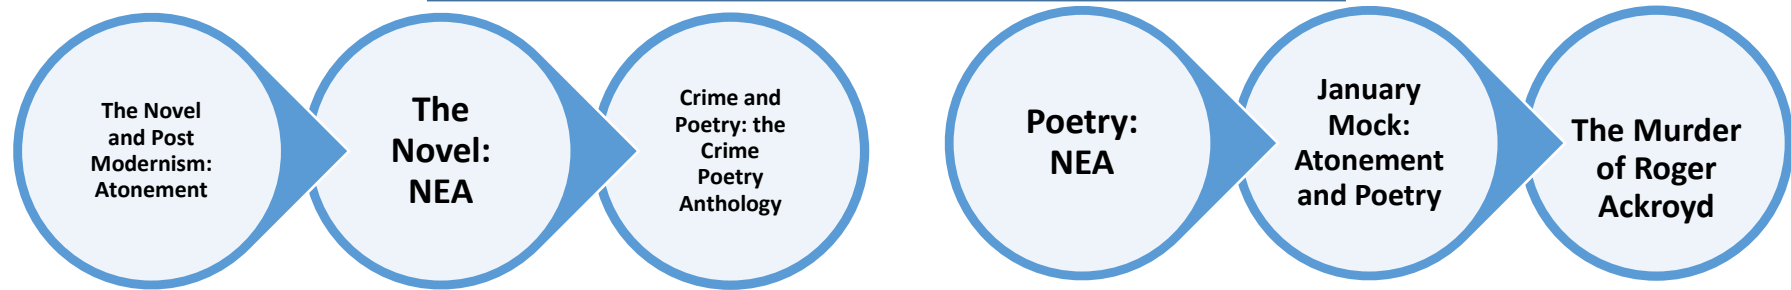 The Novel
and Post
Modernism:
Atonement
The
Novel:
NEA
Crime and
Poetry: the
Crime
Poetry
Anthology
Poetry:
NEA
January
Mock:
Atonement
and Poetry
The Murder
of Roger
Ackroyd